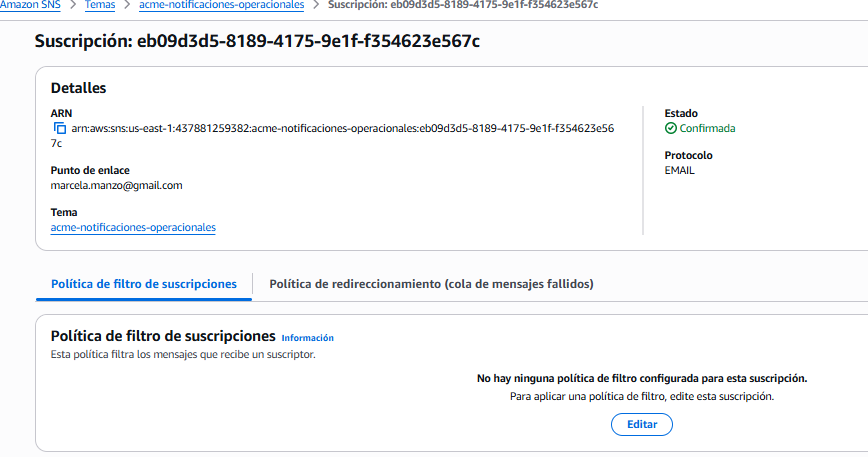 Amazon SNS > Temas > acme-notificaciones-operacionales > Suscripción: eb09d3d5-8189-4175-9e1f-f354623e567c
Suscripción: eb09d3d5-8189-4175-9e1f-f354623e567c
Detalles
ARN
arn:aws:sns:us-east-1:437881259382:acme-notificaciones-operacionales:eb09d3d5-8189-4175-9e1f-f354623e56
7c
Punto de enlace
marcela.manzo@gmail.com
Tema
acme-notificaciones-operacionales
Estado
Confirmada
Protocolo
EMAIL
Política de filtro de suscripciones
Política de redireccionamiento (cola de mensajes fallidos)
Política de filtro de suscripciones Información
Esta política filtra los mensajes que recibe un suscriptor.
No hay ninguna política de filtro configurada para esta suscripción.
Para aplicar una política de filtro, edite esta suscripción.
Editar